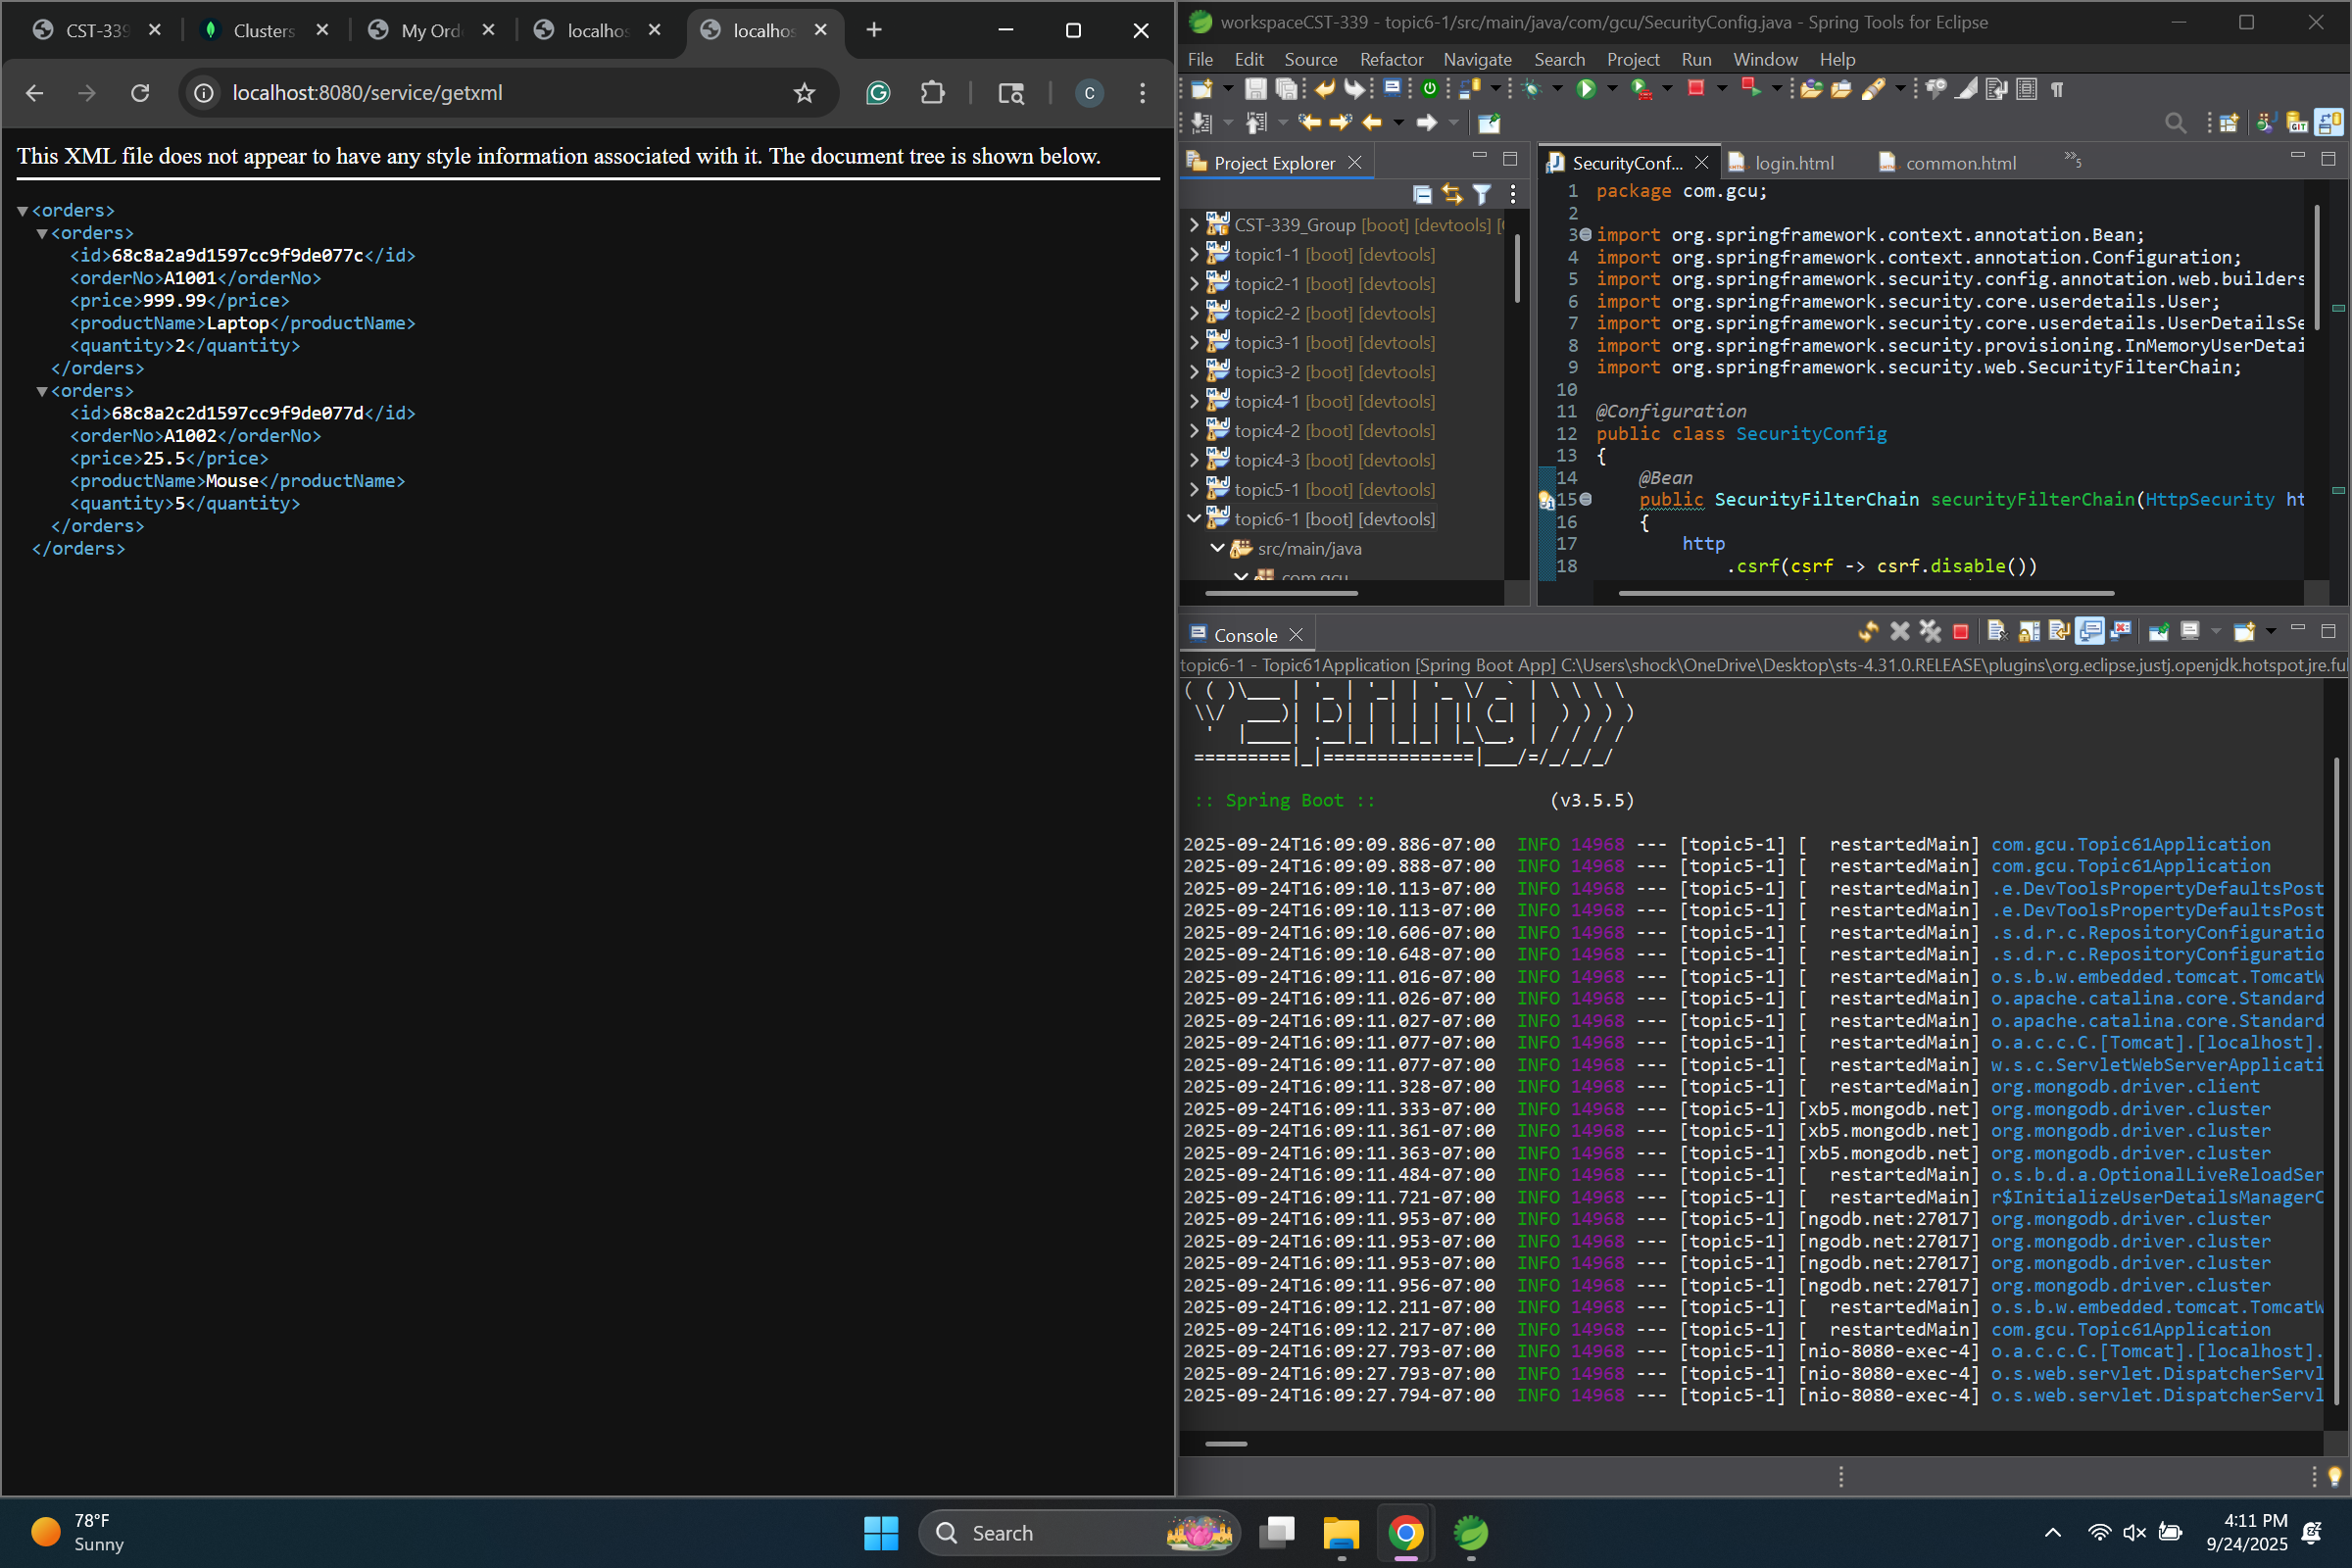 CST-339
Clusters
My Ord
localhos
localhos
localhost:8080/service/getxml
C
This XML file does not appear to have any style information associated with it. The document tree is shown below.
▼<orders>
▼<orders>
<id>68c8a2a9d1597cc9f9de077c</id>
<orderNo>A1001</orderNo>
<price>999.99</price>
<productName>Laptop</productName>
<quantity>2</quantity>
</orders>
▼<orders>
<id>68c8a2c2d1597cc9f9de077d</id>
<orderNo>A1002</orderNo>
<price>25.5</price>
<productName>Mouse</productName>
<quantity>5</quantity>
</orders>
</orders>
workspaceCST-339 - topic6-1/src/main/java/com/gcu/SecurityConfig.java - Spring Tools for Eclipse
File Edit Source Refactor Navigate Search Project Run Window Help
Project Explorer
CST-339_Group [boot] [devtools] [
topic1-1 [boot] [devtools]
topic2-1 [boot] [devtools]
topic2-2 [boot] [devtools]
topic3-1 [boot] [devtools]
topic3-2 [boot] [devtools]
topic4-1 [boot] [devtools]
topic4-2 [boot] [devtools]
topic4-3 [boot] [devtools]
topic5-1 [boot] [devtools]
topic6-1 [boot] [devtools]
src/main/java
com.gcu
SecurityConf... login.html common.html »5
1 package com.gcu;
2
3 import org.springframework.context.annotation.Bean;
4 import org.springframework.context.annotation.Configuration;
5 import org.springframework.security.config.annotation.web.builders
6 import org.springframework.security.core.userdetails.User;
7 import org.springframework.security.core.userdetails.UserDetailsSe
8 import org.springframework.security.provisioning.InMemoryUserDetai
9 import org.springframework.security.web.SecurityFilterChain;
10
11 @Configuration
12 public class SecurityConfig
13 {
14 @Bean
15 public SecurityFilterChain securityFilterChain(HttpSecurity ht
16 {
17 http
18 .csrf(csrf -> csrf.disable())
Console
topic6-1 - Topic61Application [Spring Boot App] C:\Users\shock\OneDrive\Desktop\sts-4.31.0.RELEASE\plugins\org.eclipse.justj.openjdk.hotspot.jre.ful
:: Spring Boot :: (v3.5.5)
2025-09-24T16:09:09.886-07:00 INFO 14968 --- [topic5-1] [ restartedMain] com.gcu.Topic61Application
2025-09-24T16:09:09.888-07:00 INFO 14968 --- [topic5-1] [ restartedMain] com.gcu.Topic61Application
2025-09-24T16:09:10.113-07:00 INFO 14968 --- [topic5-1] [ restartedMain] .e.DevToolsPropertyDefaultsPost
2025-09-24T16:09:10.113-07:00 INFO 14968 --- [topic5-1] [ restartedMain] .e.DevToolsPropertyDefaultsPost
2025-09-24T16:09:10.606-07:00 INFO 14968 --- [topic5-1] [ restartedMain] .s.d.r.c.RepositoryConfiguratio
2025-09-24T16:09:10.648-07:00 INFO 14968 --- [topic5-1] [ restartedMain] .s.d.r.c.RepositoryConfiguratio
2025-09-24T16:09:11.016-07:00 INFO 14968 --- [topic5-1] [ restartedMain] o.s.b.w.embedded.tomcat.TomcatW
2025-09-24T16:09:11.026-07:00 INFO 14968 --- [topic5-1] [ restartedMain] o.apache.catalina.core.Standard
2025-09-24T16:09:11.027-07:00 INFO 14968 --- [topic5-1] [ restartedMain] o.apache.catalina.core.Standard
2025-09-24T16:09:11.077-07:00 INFO 14968 --- [topic5-1] [ restartedMain] o.a.c.c.C.[Tomcat].[localhost].
2025-09-24T16:09:11.077-07:00 INFO 14968 --- [topic5-1] [ restartedMain] w.s.c.ServletWebServerApplicati
2025-09-24T16:09:11.328-07:00 INFO 14968 --- [topic5-1] [ restartedMain] org.mongodb.driver.client
2025-09-24T16:09:11.333-07:00 INFO 14968 --- [topic5-1] [xb5.mongodb.net] org.mongodb.driver.cluster
2025-09-24T16:09:11.361-07:00 INFO 14968 --- [topic5-1] [xb5.mongodb.net] org.mongodb.driver.cluster
2025-09-24T16:09:11.363-07:00 INFO 14968 --- [topic5-1] [xb5.mongodb.net] org.mongodb.driver.cluster
2025-09-24T16:09:11.484-07:00 INFO 14968 --- [topic5-1] [ restartedMain] o.s.b.d.a.OptionalLiveReloadSer
2025-09-24T16:09:11.721-07:00 INFO 14968 --- [topic5-1] [ restartedMain] r$InitializeUserDetailsManagerC
2025-09-24T16:09:11.953-07:00 INFO 14968 --- [topic5-1] [ngodb.net:27017] org.mongodb.driver.cluster
2025-09-24T16:09:11.953-07:00 INFO 14968 --- [topic5-1] [ngodb.net:27017] org.mongodb.driver.cluster
2025-09-24T16:09:11.953-07:00 INFO 14968 --- [topic5-1] [ngodb.net:27017] org.mongodb.driver.cluster
2025-09-24T16:09:11.956-07:00 INFO 14968 --- [topic5-1] [ngodb.net:27017] org.mongodb.driver.cluster
2025-09-24T16:09:12.211-07:00 INFO 14968 --- [topic5-1] [ restartedMain] o.s.b.w.embedded.tomcat.TomcatW
2025-09-24T16:09:12.217-07:00 INFO 14968 --- [topic5-1] [ restartedMain] com.gcu.Topic61Application
2025-09-24T16:09:27.793-07:00 INFO 14968 --- [topic5-1] [nio-8080-exec-4] o.a.c.c.C.[Tomcat].[localhost].
2025-09-24T16:09:27.793-07:00 INFO 14968 --- [topic5-1] [nio-8080-exec-4] o.s.web.servlet.DispatcherServl
2025-09-24T16:09:27.794-07:00 INFO 14968 --- [topic5-1] [nio-8080-exec-4] o.s.web.servlet.DispatcherServl
78°F
Sunny
Search
4:11 PM
9/24/2025